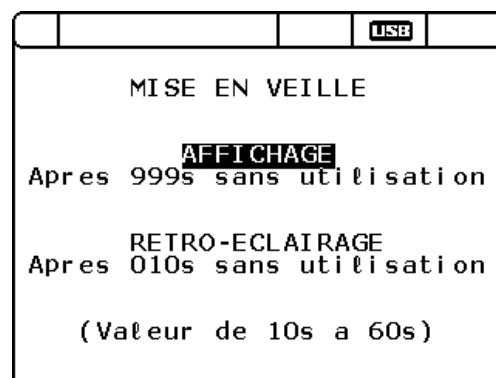 USB
MISE EN VEILLE
AFFICHAGE
Apres 999s sans utilisation
RETRO-ECLAIRAGE
Apres 010s sans utilisation
(Valeur de 10s a 60s)